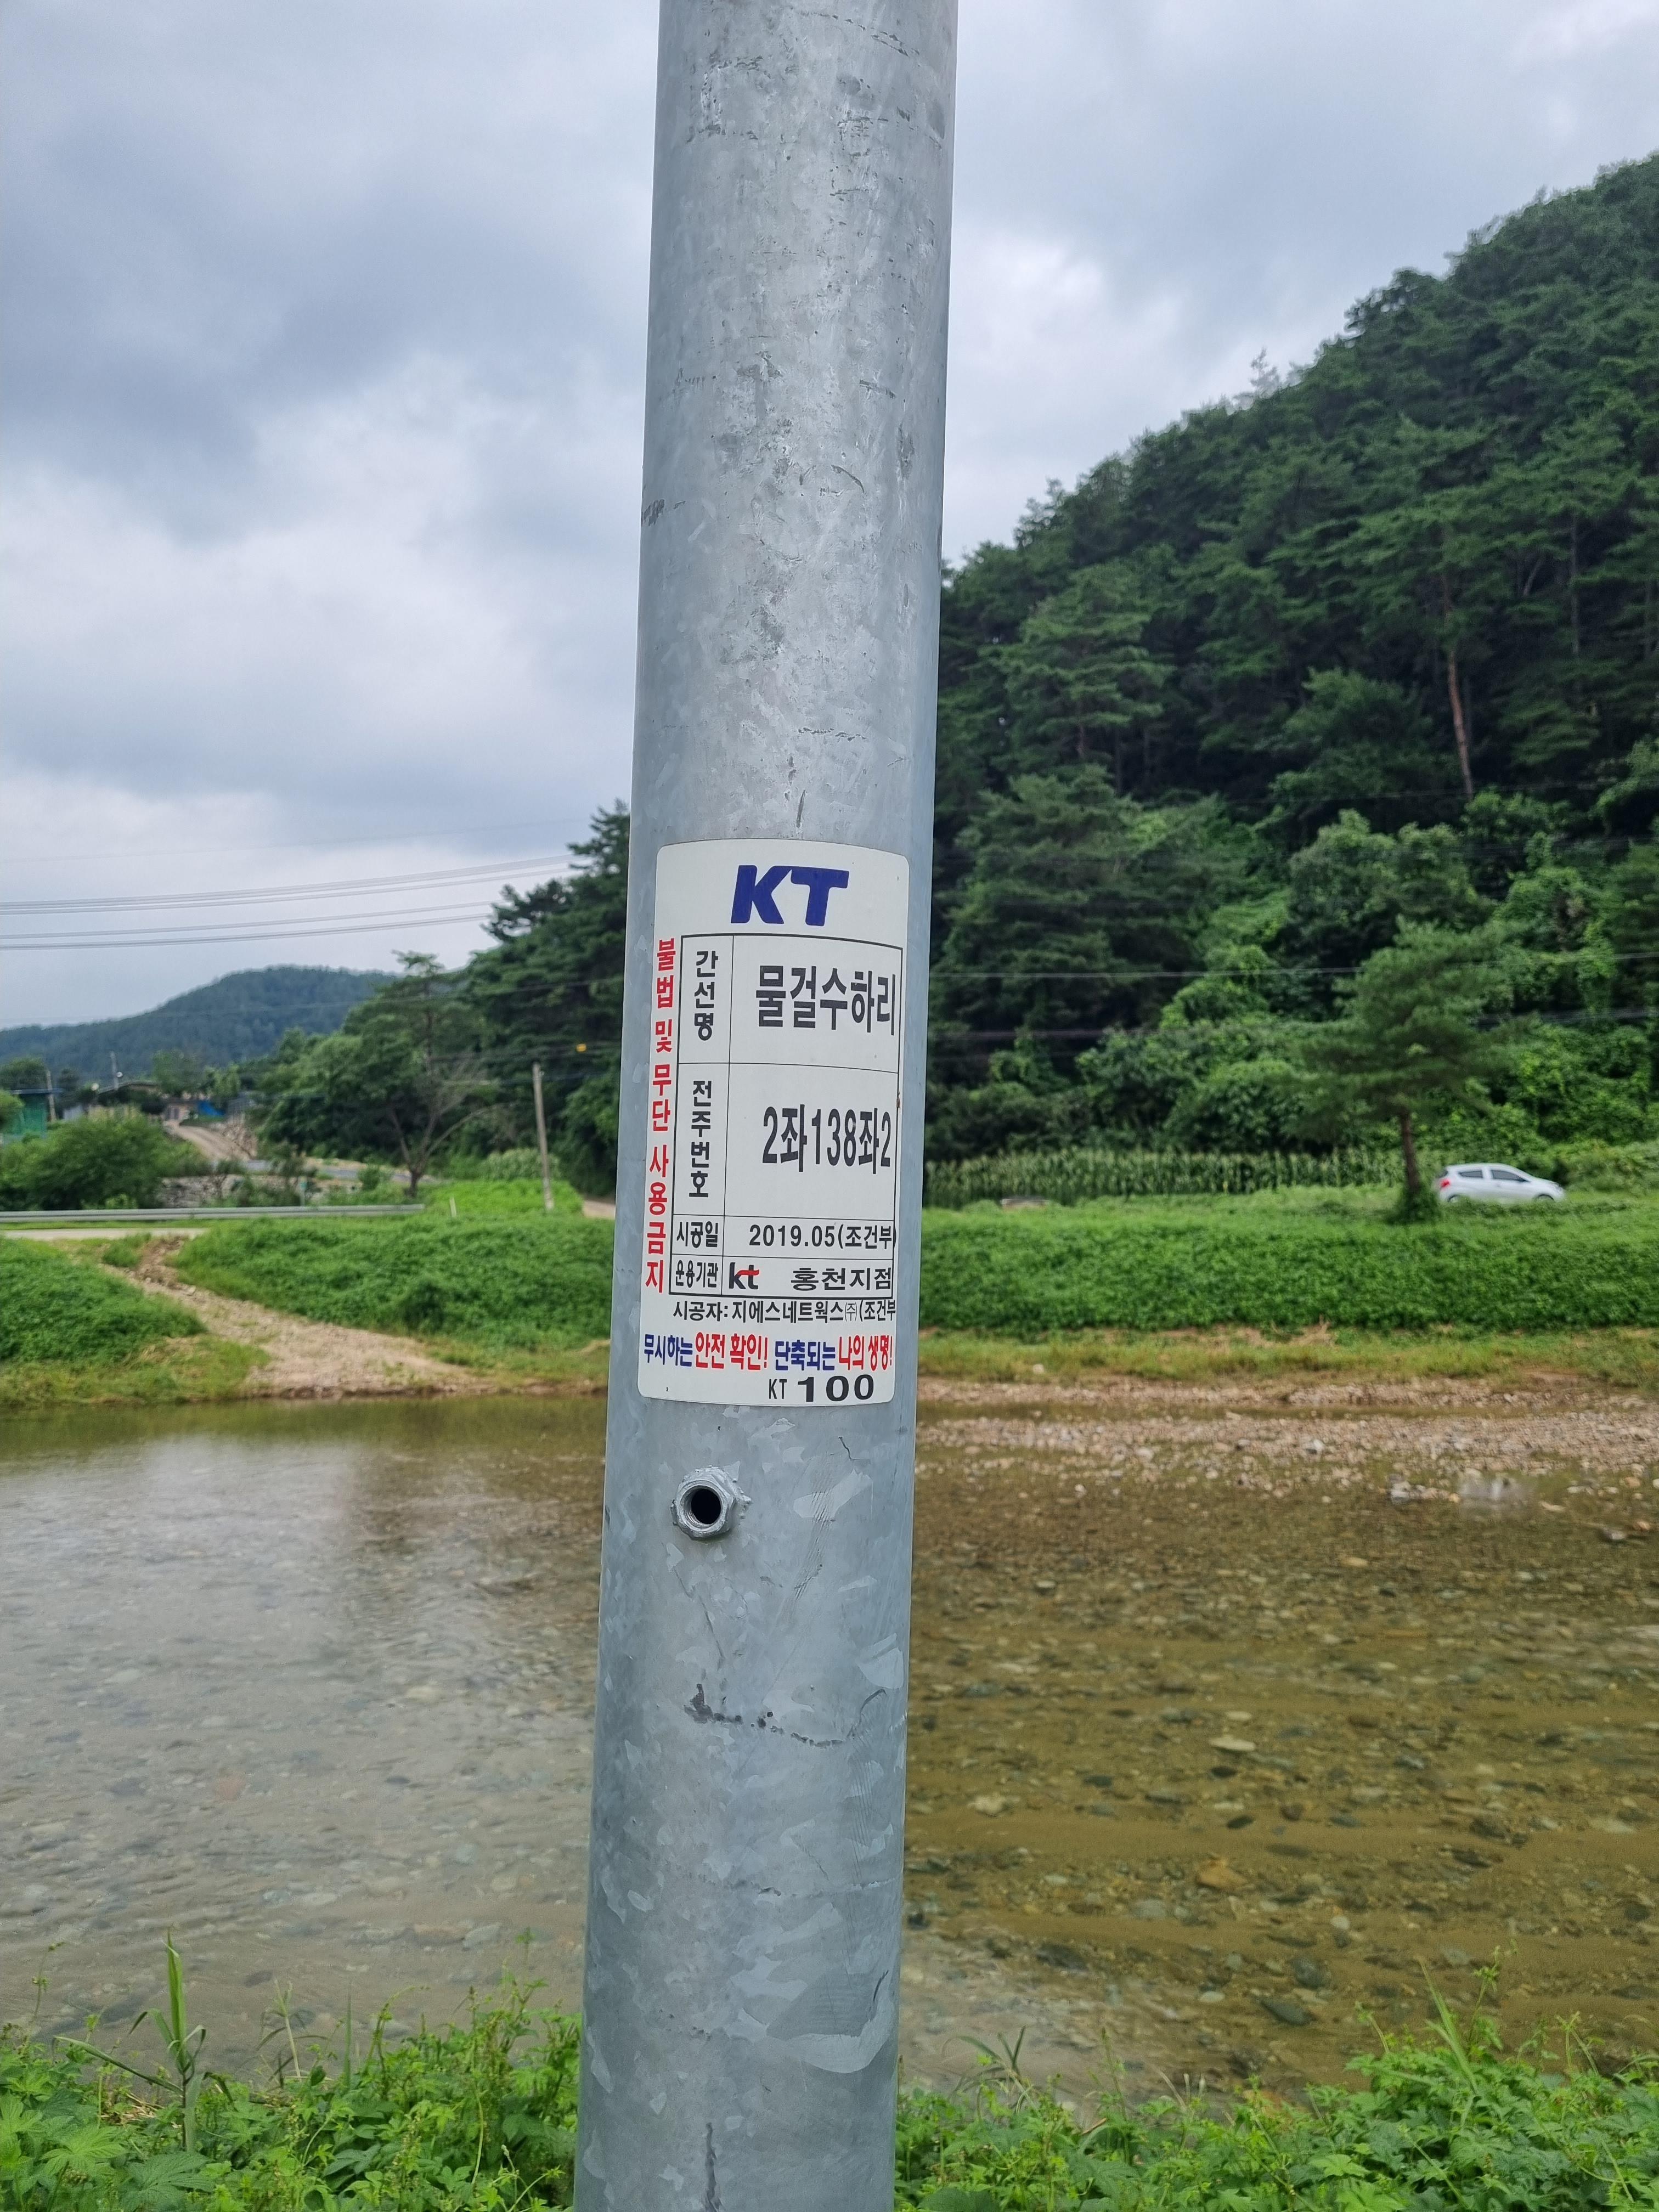 KT
불법 및 무단 사용금지
간선명 물걸수하리
전주번호 2좌138좌2
시공일 2019.05(조건부
운용기관 kt 홍천지점
시공자: 지에스네트웍스㈜(조건부
무시하는 안전 확인! 단축되는 나의 생명!
KT 100